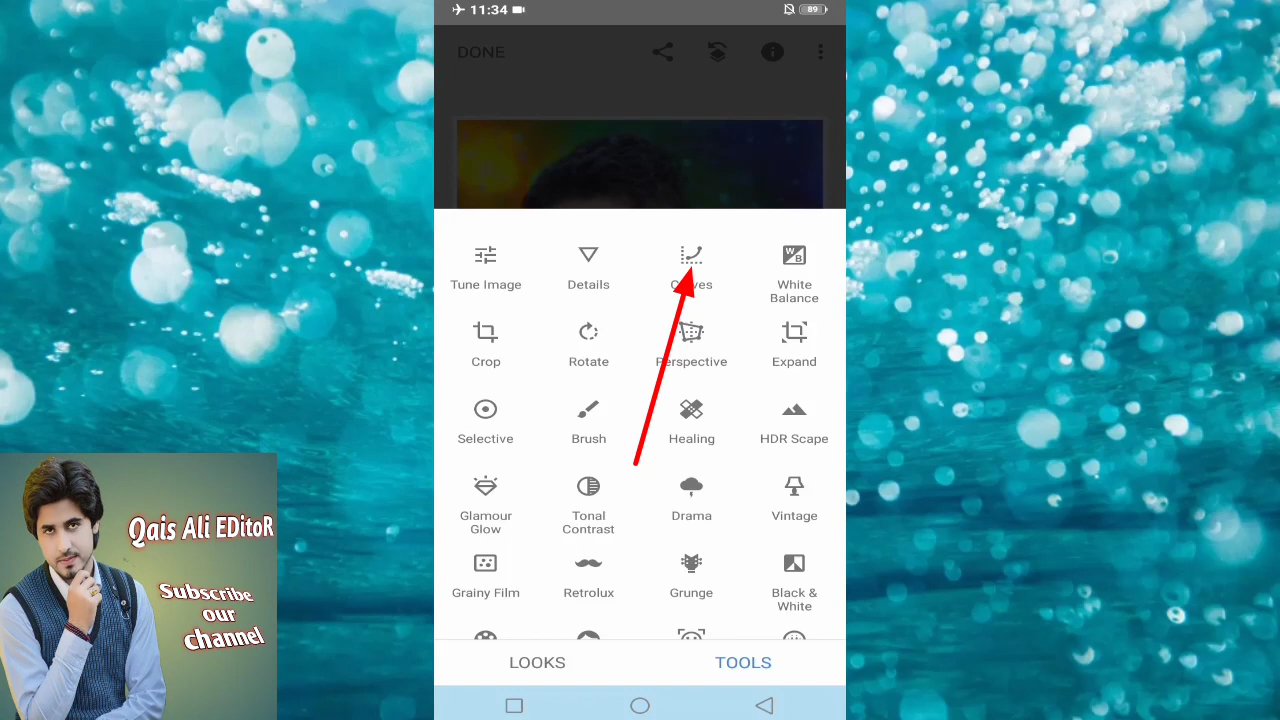 11:34
89
DONE
Tune Image
Details
Curves
White
Balance
Crop
Rotate
Perspective
Expand
Selective
Brush
Healing
HDR Scape
Glamour
Glow
Tonal
Contrast
Drama
Vintage
Grainy Film
Retrolux
Grunge
Black &
White
LOOKS
TOOLS
Qais Ali EDitoR
Subscribe
our
channel